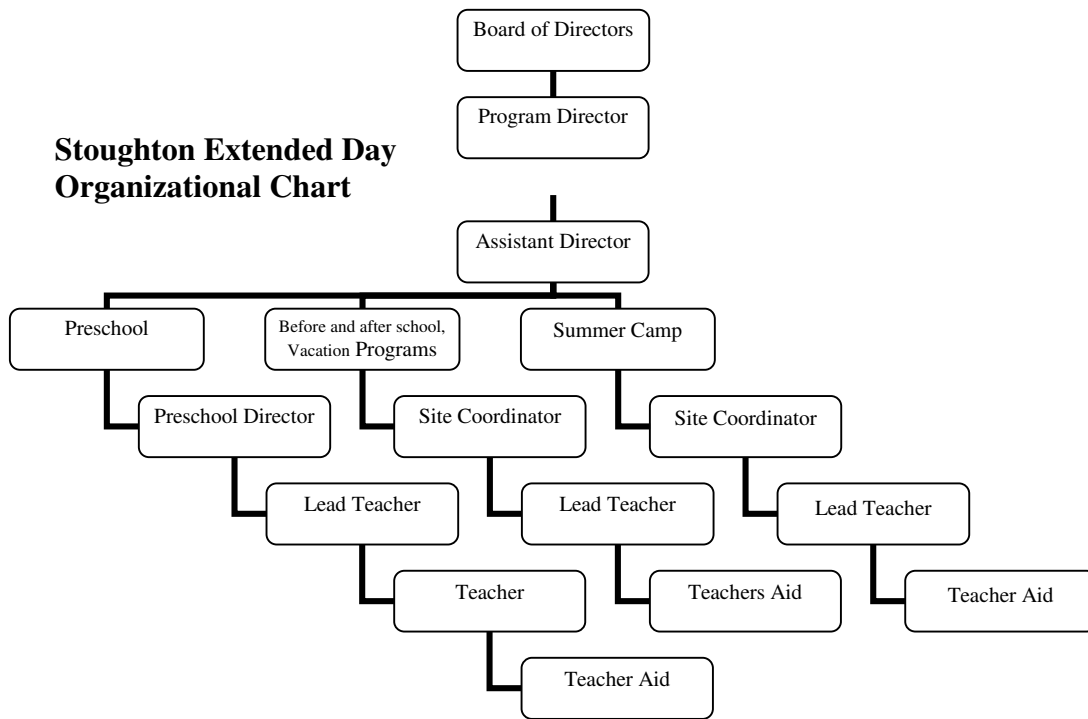 Board of Directors
Program Director
Stoughton Extended Day
Organizational Chart
Assistant Director
Preschool
Before and after school,
Vacation Programs
Summer Camp
Preschool Director
Site Coordinator
Site Coordinator
Lead Teacher
Lead Teacher
Lead Teacher
Teacher
Teachers Aid
Teacher Aid
Teacher Aid